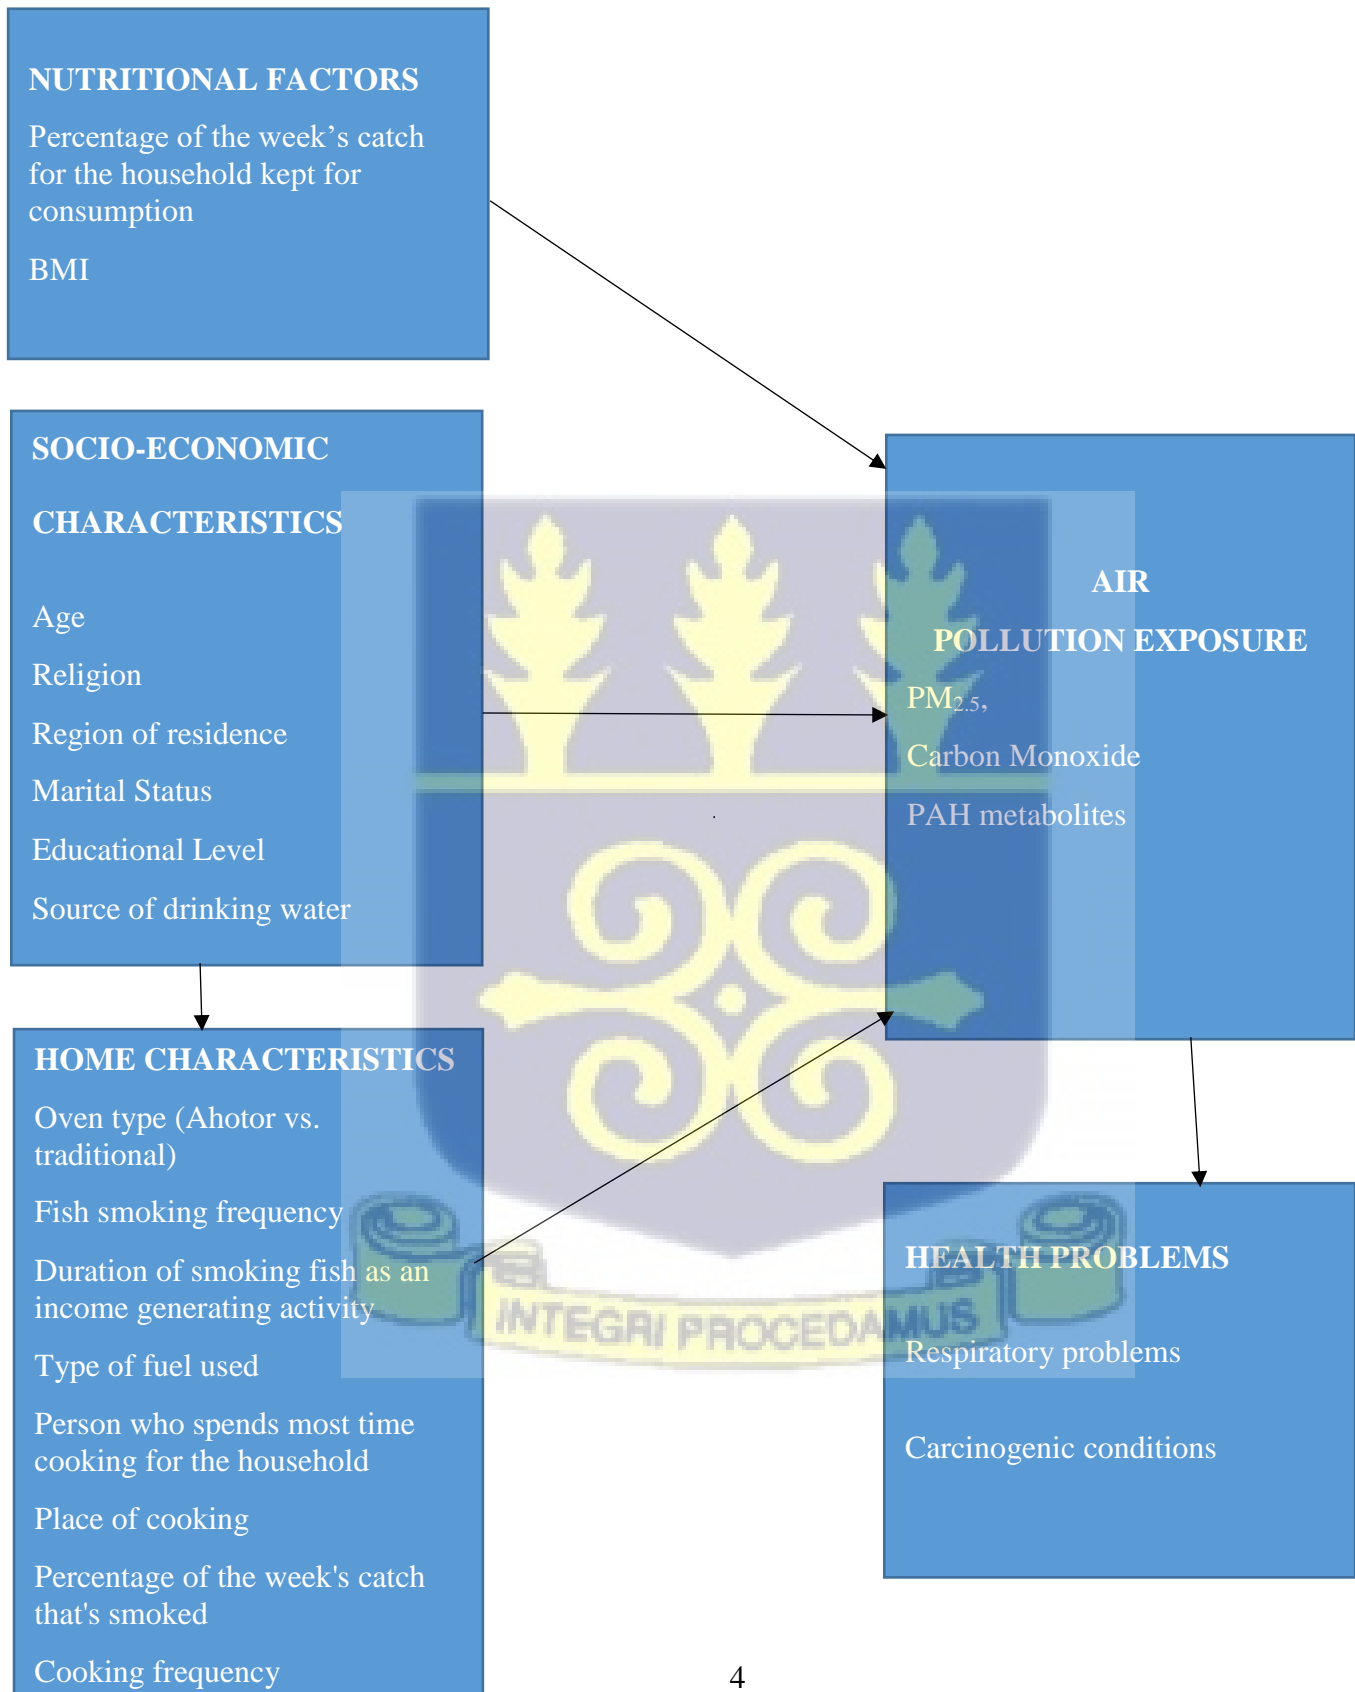 NUTRITIONAL FACTORS
Percentage of the week’s catch
for the household kept for
consumption
BMI
SOCIO-ECONOMIC
CHARACTERISTICS
Age
Religion
Region of residence
Marital Status
Educational Level
Source of drinking water
HOME CHARACTERISTICS
Oven type (Ahotor vs.
traditional)
Fish smoking frequency
Duration of smoking fish as an
income generating activity
Type of fuel used
Person who spends most time
cooking for the household
Place of cooking
Percentage of the week's catch
that's smoked
Cooking frequency
AIR
POLLUTION EXPOSURE
PM2.5,
Carbon Monoxide
PAH metabolites
HEALTH PROBLEMS
Respiratory problems
Carcinogenic conditions
INTEGRI PROCEDAMUS
4